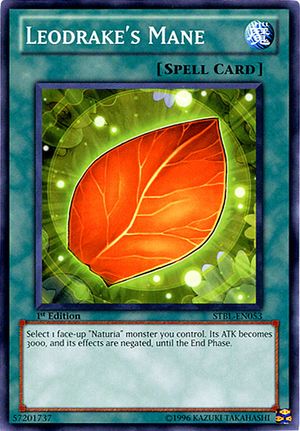 Leodrake's Mane
[Spell Card]
1st Edition STBL-EN053
Select 1 face-up "Naturia" monster you control. Its ATK becomes
3000, and its effects are negated, until the End Phase.
57201737 ©1996 KAZUKI TAKAHASHI